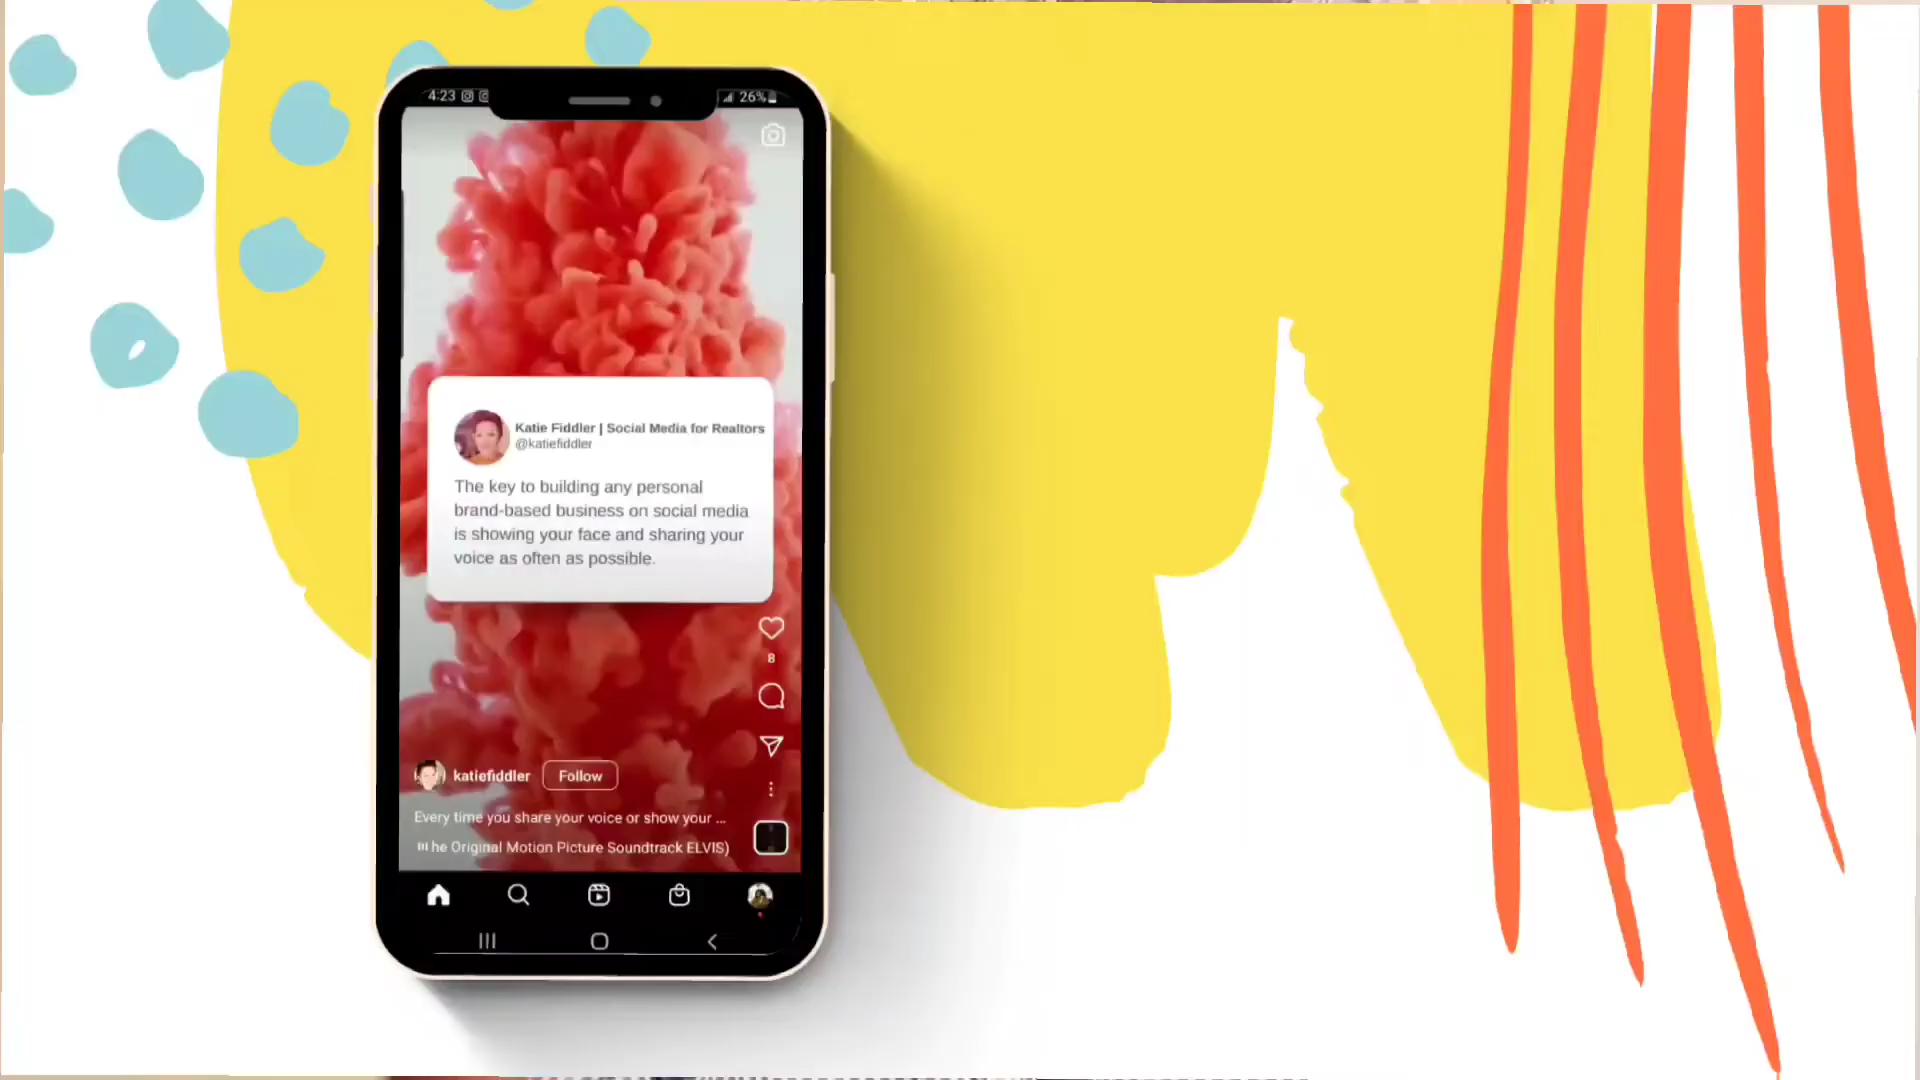 4:23
26%
Katie Fiddler | Social Media for Realtors
@katiefiddler
The key to building any personal
brand-based business on social media
is showing your face and sharing your
voice as often as possible.
8
katiefiddler Follow
Every time you share your voice or show your ...
he Original Motion Picture Soundtrack ELVIS)